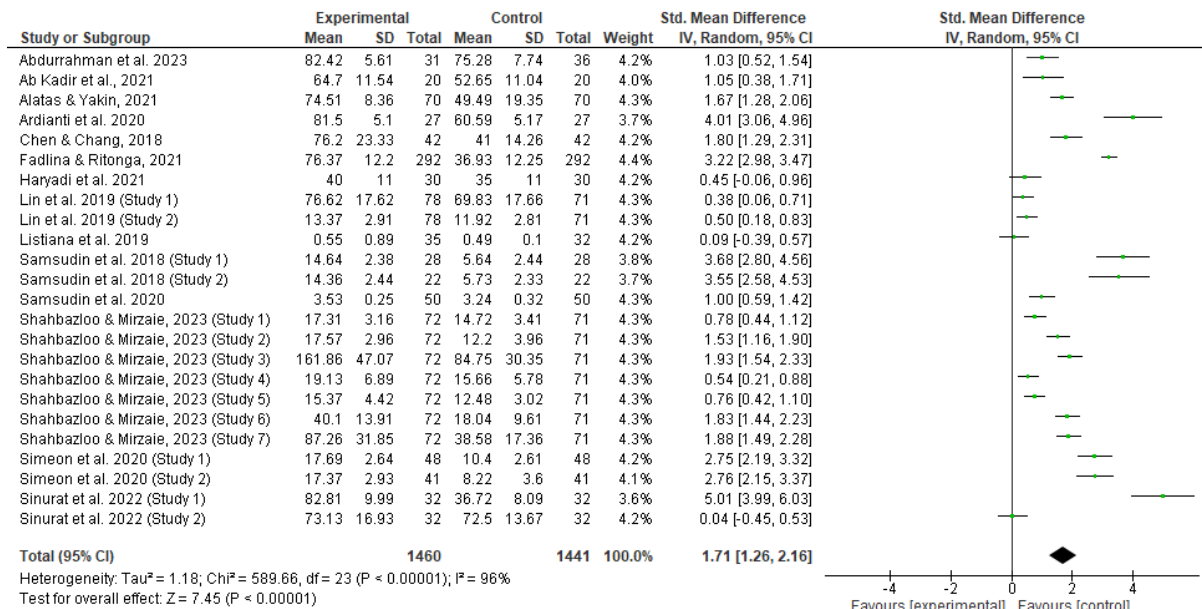 Experimental Control Std. Mean Difference Std. Mean Difference
Study or Subgroup Mean SD Total Mean SD Total Weight IV, Random, 95% CI IV, Random, 95% CI
Abdurrahman et al. 2023 82.42 5.61 31 75.28 7.74 36 4.2% 1.03 [0.52, 1.54]
Ab Kadir et al., 2021 64.7 11.54 20 52.65 11.04 20 4.0% 1.05 [0.38, 1.71]
Alatas & Yakin, 2021 74.51 8.36 70 49.49 19.35 70 4.3% 1.67 [1.28, 2.06]
Ardianti et al. 2020 81.5 5.1 27 60.59 5.17 27 3.7% 4.01 [3.06, 4.96]
Chen & Chang, 2018 76.2 23.33 42 41 14.26 42 4.2% 1.80 [1.29, 2.31]
Fadlina & Ritonga, 2021 76.37 12.2 292 36.93 12.25 292 4.4% 3.22 [2.98, 3.47]
Haryadi et al. 2021 40 11 30 35 11 30 4.2% 0.45 [-0.06, 0.96]
Lin et al. 2019 (Study 1) 76.62 17.62 78 69.83 17.66 71 4.3% 0.38 [0.06, 0.71]
Lin et al. 2019 (Study 2) 13.37 2.91 78 11.92 2.81 71 4.3% 0.50 [0.18, 0.83]
Listiana et al. 2019 0.55 0.89 35 0.49 0.1 32 4.2% 0.09 [-0.39, 0.57]
Samsudin et al. 2018 (Study 1) 14.64 2.38 28 5.64 2.44 28 3.8% 3.68 [2.80, 4.56]
Samsudin et al. 2018 (Study 2) 14.36 2.44 22 5.73 2.33 22 3.7% 3.55 [2.58, 4.53]
Samsudin et al. 2020 3.53 0.25 50 3.24 0.32 50 4.3% 1.00 [0.59, 1.42]
Shahbazloo & Mirzaie, 2023 (Study 1) 17.31 3.16 72 14.72 3.41 71 4.3% 0.78 [0.44, 1.12]
Shahbazloo & Mirzaie, 2023 (Study 2) 17.57 2.96 72 12.2 3.96 71 4.3% 1.53 [1.16, 1.90]
Shahbazloo & Mirzaie, 2023 (Study 3) 161.86 47.07 72 84.75 30.35 71 4.3% 1.93 [1.54, 2.33]
Shahbazloo & Mirzaie, 2023 (Study 4) 19.13 6.89 72 15.66 5.78 71 4.3% 0.54 [0.21, 0.88]
Shahbazloo & Mirzaie, 2023 (Study 5) 15.37 4.42 72 12.48 3.02 71 4.3% 0.76 [0.42, 1.10]
Shahbazloo & Mirzaie, 2023 (Study 6) 40.1 13.91 72 18.04 9.61 71 4.3% 1.83 [1.44, 2.23]
Shahbazloo & Mirzaie, 2023 (Study 7) 87.26 31.85 72 38.58 17.36 71 4.3% 1.88 [1.49, 2.28]
Simeon et al. 2020 (Study 1) 17.69 2.64 48 10.4 2.61 48 4.2% 2.75 [2.19, 3.32]
Simeon et al. 2020 (Study 2) 17.37 2.93 41 8.22 3.6 41 4.1% 2.76 [2.15, 3.37]
Sinurat et al. 2022 (Study 1) 82.81 9.99 32 36.72 8.09 32 3.6% 5.01 [3.99, 6.03]
Sinurat et al. 2022 (Study 2) 73.13 16.93 32 72.5 13.67 32 4.2% 0.04 [-0.45, 0.53]
Total (95% CI) 1460 1441 100.0% 1.71 [1.26, 2.16]
Heterogeneity: Tau² = 1.18; Chi² = 589.66, df = 23 (P < 0.00001); I² = 96%
Test for overall effect: Z = 7.45 (P < 0.00001)
-4 -2 0 2 4
Favours [experimental] Favours [control]